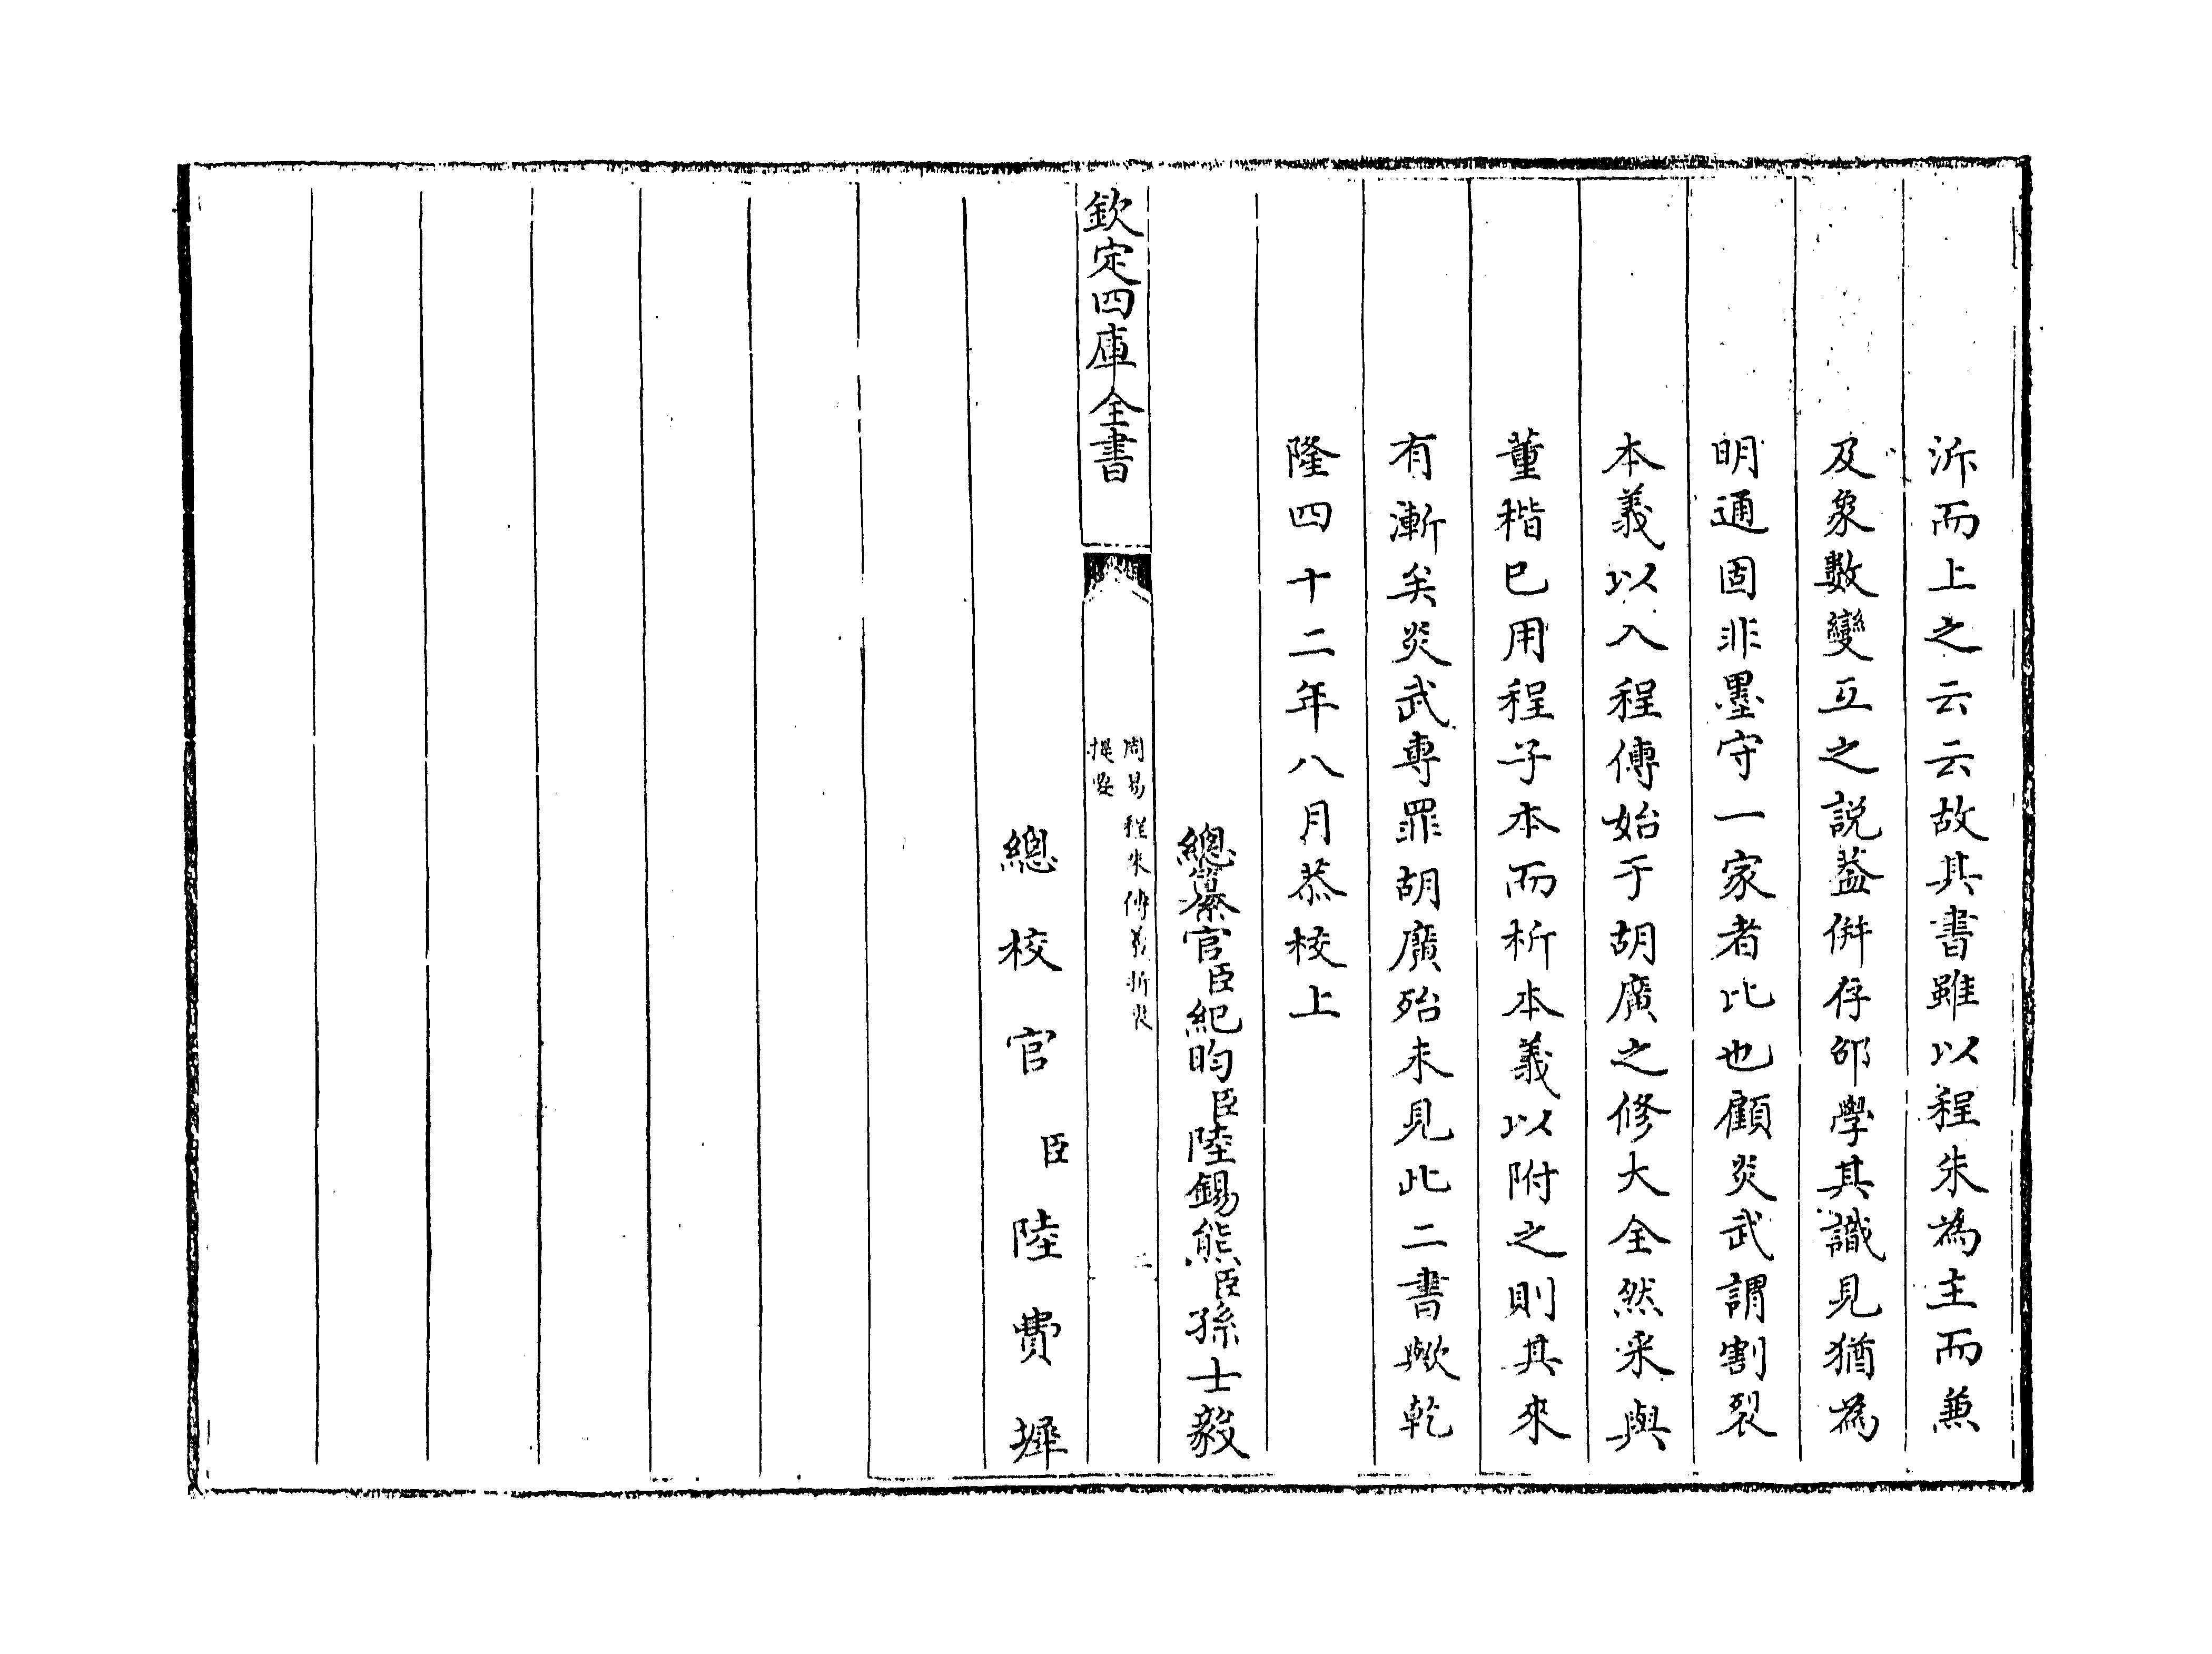 泝而上之云云故其書雖以程朱為主而兼
及象數變互之說葢併存邵學其識見猶為
明通固非墨守一家者比也顧炎武謂割裂
本義以入程傳始于胡廣之修大全然采與
董楷已用程子本而析本義以附之則其來
有漸矣炎武專罪胡廣殆未見此二書歟乾
隆四十二年八月恭校上
總纂官臣紀昀臣陸錫熊臣孫士毅
欽定四庫全書
周易程朱傳義折衷
提要
二
總校官臣陸費墀